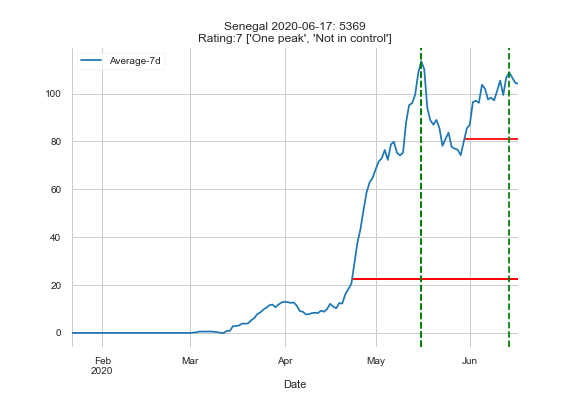 Senegal 2020-06-17: 5369
Rating:7 ['One peak', 'Not in control']
Average-7d
100
80
60
40
20
0
Feb Mar Apr May Jun
2020
Date